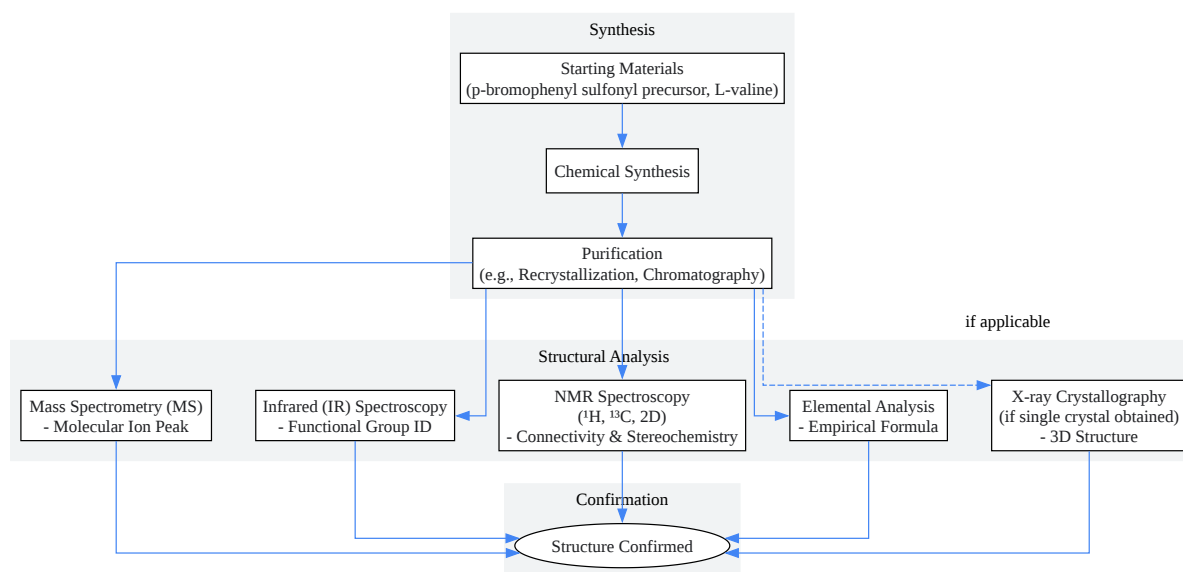 Synthesis
Starting Materials
(p-bromophenyl sulfonyl precursor, L-valine)
Chemical Synthesis
Purification
(e.g., Recrystallization, Chromatography)
if applicable
Structural Analysis
Mass Spectrometry (MS)
- Molecular Ion Peak
Infrared (IR) Spectroscopy
- Functional Group ID
NMR Spectroscopy
(¹H, ¹³C, 2D)
- Connectivity & Stereochemistry
Elemental Analysis
- Empirical Formula
X-ray Crystallography
(if single crystal obtained)
- 3D Structure
Confirmation
Structure Confirmed